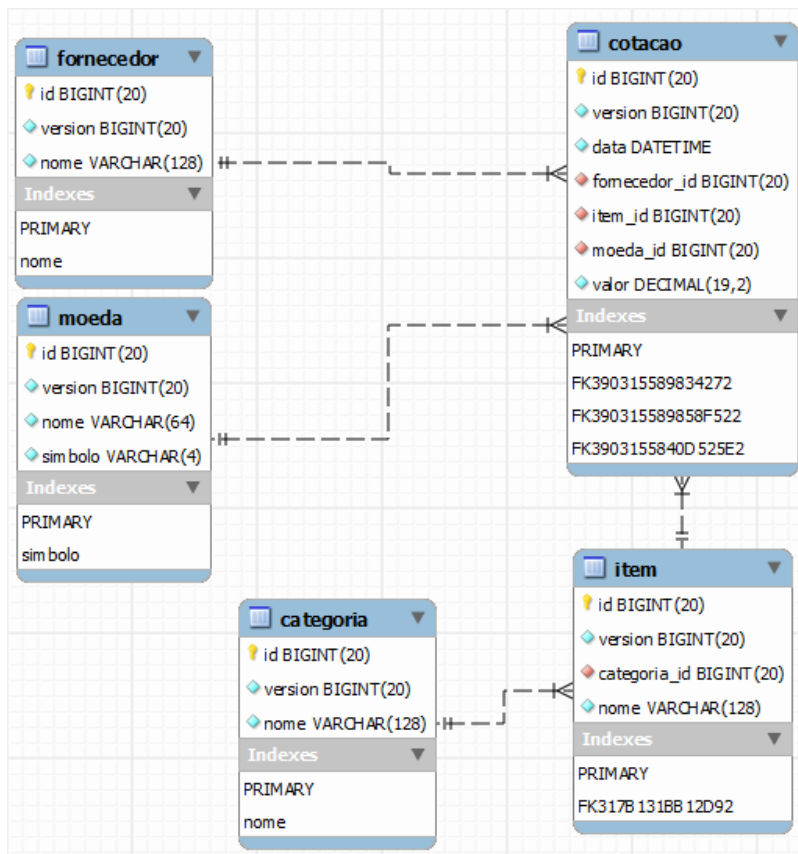 fornecedor
id BIGINT(20)
version BIGINT(20)
nome VARCHAR(128)
Indexes
PRIMARY
nome
moeda
id BIGINT(20)
version BIGINT(20)
nome VARCHAR(64)
simbolo VARCHAR(4)
Indexes
PRIMARY
simbolo
cotacao
id BIGINT(20)
version BIGINT(20)
data DATETIME
fornecedor_id BIGINT(20)
item_id BIGINT(20)
moeda_id BIGINT(20)
valor DECIMAL(19,2)
Indexes
PRIMARY
FK390315589834272
FK390315589858F522
FK3903155840D525E2
categoria
id BIGINT(20)
version BIGINT(20)
nome VARCHAR(128)
Indexes
PRIMARY
nome
item
id BIGINT(20)
version BIGINT(20)
categoria_id BIGINT(20)
nome VARCHAR(128)
Indexes
PRIMARY
FK317B131BB12D92